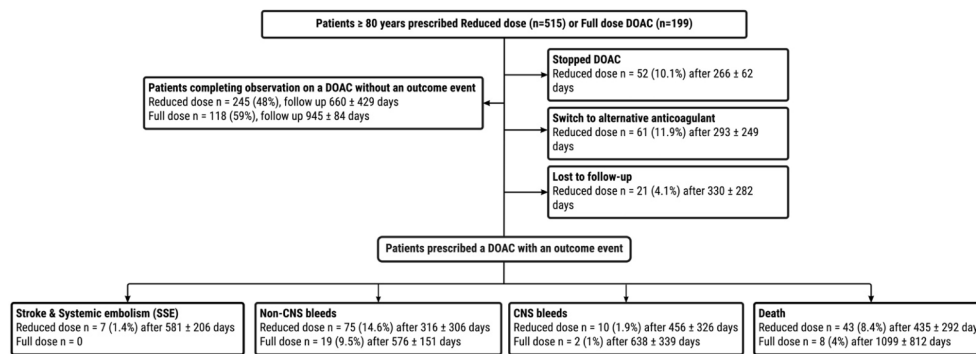 Patients ≥ 80 years prescribed Reduced dose (n=515) or Full dose DOAC (n=199)
Stopped DOAC
Reduced dose n = 52 (10.1%) after 266 ± 62
days
Patients completing observation on a DOAC without an outcome event
Reduced dose n = 245 (48%), follow up 660 ± 429 days
Full dose n = 118 (59%), follow up 945 ± 84 days
Switch to alternative anticoagulant
Reduced dose n = 61 (11.9%) after 293 ± 249
days
Lost to follow-up
Reduced dose n = 21 (4.1%) after 330 ± 282
days
Patients prescribed a DOAC with an outcome event
Stroke & Systemic embolism (SSE)
Reduced dose n = 7 (1.4%) after 581 ± 206 days
Full dose n = 0
Non-CNS bleeds
Reduced dose n = 75 (14.6%) after 316 ± 306 days
Full dose n = 19 (9.5%) after 576 ± 151 days
CNS bleeds
Reduced dose n = 10 (1.9%) after 456 ± 326 days
Full dose n = 2 (1%) after 638 ± 339 days
Death
Reduced dose n = 43 (8.4%) after 435 ± 292 days
Full dose n = 8 (4%) after 1099 ± 812 days